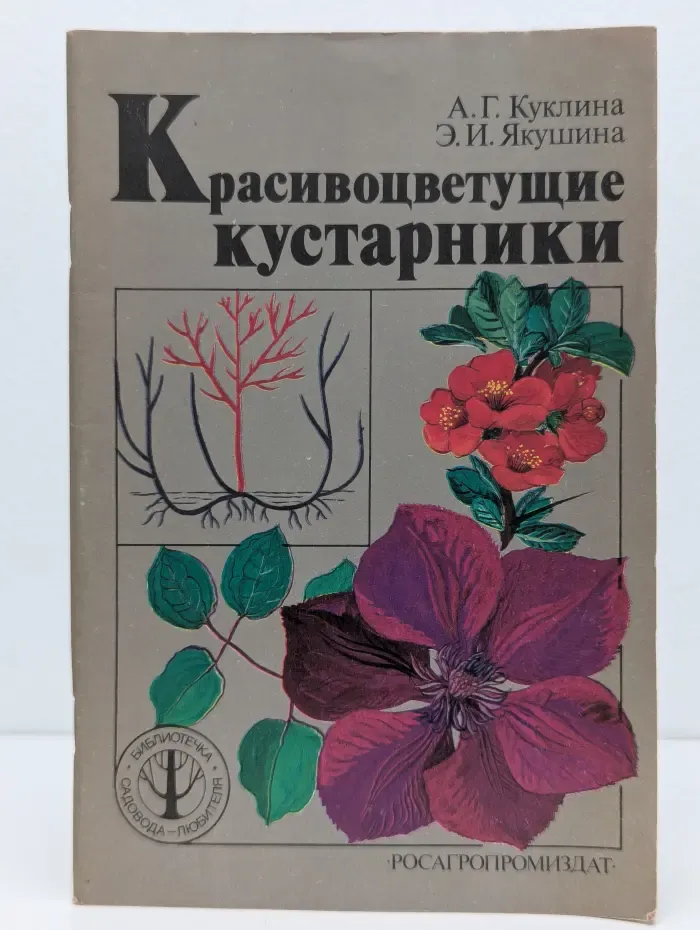 А. Г. Куклина
Э. И. Якушина
Красивоцветущие
кустарники
• БИБЛИОТЕЧКА •
САДОВОДА—ЛЮБИТЕЛЯ
·РОСАГРОПРОМИЗДАТ·